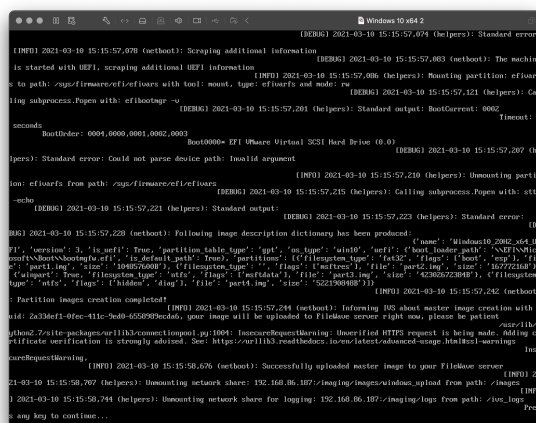 Windows 10 x64 2
[DEBUG] 2021-03-10 15:15:57,074 (helpers): Standard error
[INFO] 2021-03-10 15:15:57,078 (netboot): Scraping additional information
[DEBUG] 2021-03-10 15:15:57,083 (netboot): The machin
is started with UEFI, scraping additional UEFI information
[INFO] 2021-03-10 15:15:57,086 (helpers): Mounting partition: efivar
s to path: /sys/firmware/efi/efivars with tool: mount, type: efivarfs and mode: rw
[DEBUG] 2021-03-10 15:15:57,121 (helpers): Ca
ling subprocess.Popen with: efibootmgr -v
[DEBUG] 2021-03-10 15:15:57,201 (helpers): Standard output: BootCurrent: 0002
Timeout:
seconds
BootOrder: 0004,0000,0001,0002,0003
Boot0000* EFI VMware Virtual SCSI Hard Drive (0.0)
[DEBUG] 2021-03-10 15:15:57,207 (h
lpers): Standard error: Could not parse device path: Invalid argument
[INFO] 2021-03-10 15:15:57,210 (helpers): Unmounting parti
ion: efivarfs from path: /sys/firmware/efi/efivars
[DEBUG] 2021-03-10 15:15:57,215 (helpers): Calling subprocess.Popen with: stt
-echo
[DEBUG] 2021-03-10 15:15:57,221 (helpers): Standard output:
[DEBUG] 2021-03-10 15:15:57,223 (helpers): Standard error:
[D
BUG] 2021-03-10 15:15:57,228 (netboot): Following image description dictionary has been produced:
{'name': 'Windows10_20H2_x64_U
FI', 'version': 3, 'is_uefi': True, 'partition_table_type': 'gpt', 'os_type': 'win10', 'uefi': {'boot_loader_path': '\\EFI\\Mic
osoft\\Boot\\bootmgfw.efi', 'is_default_path': True}, 'partitions': [{'filesystem_type': 'fat32', 'flags': ['boot', 'esp'], 'fi
e': 'part1.img', 'size': '104857600B'}, {'filesystem_type': '', 'flags': ['msftres'], 'file': 'part2.img', 'size': '16777216B'}
{'winpart': True, 'filesystem_type': 'ntfs', 'flags': ['msftdata'], 'file': 'part3.img', 'size': '42302672384B'}, {'filesystem
type': 'ntfs', 'flags': ['hidden', 'diag'], 'file': 'part4.img', 'size': '522190848B'}]}
[INFO] 2021-03-10 15:15:57,242 (netboot
: Partition images creation completed!
[INFO] 2021-03-10 15:15:57,244 (netboot): Informing IVS about master image creation with
uid: 2a33def1-0fec-411c-9ed0-6558989ecda6, your image will be uploaded to FileWave server right now, please be patient
/usr/lib/
ython2.7/site-packages/urllib3/connectionpool.py:1004: InsecureRequestWarning: Unverified HTTPS request is being made. Adding c
rtificate verification is strongly advised. See: https://urllib3.readthedocs.io/en/latest/advanced-usage.html#ssl-warnings
Ins
cureRequestWarning,
[INFO] 2021-03-10 15:15:58,676 (netboot): Successfully uploaded master image to your FileWave server
[INFO] 2
21-03-10 15:15:58,707 (helpers): Unmounting network share: 192.168.86.187:/imaging/images/windows_upload from path: /images
[INFO
21-03-10 15:15:58,744 (helpers): Unmounting network share for logging: 192.168.86.187:/imaging/logs from path: /ivs_logs
Pre
s any key to continue...